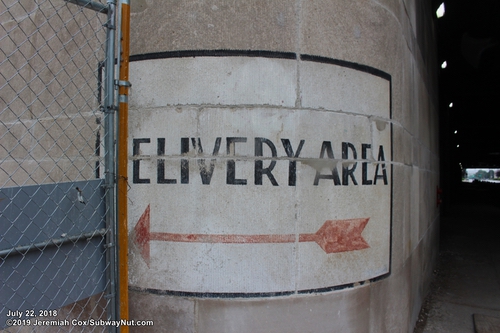 ELIVERY AREA
July 22, 2018
©2019 Jeremiah Cox/SubwayNut.com